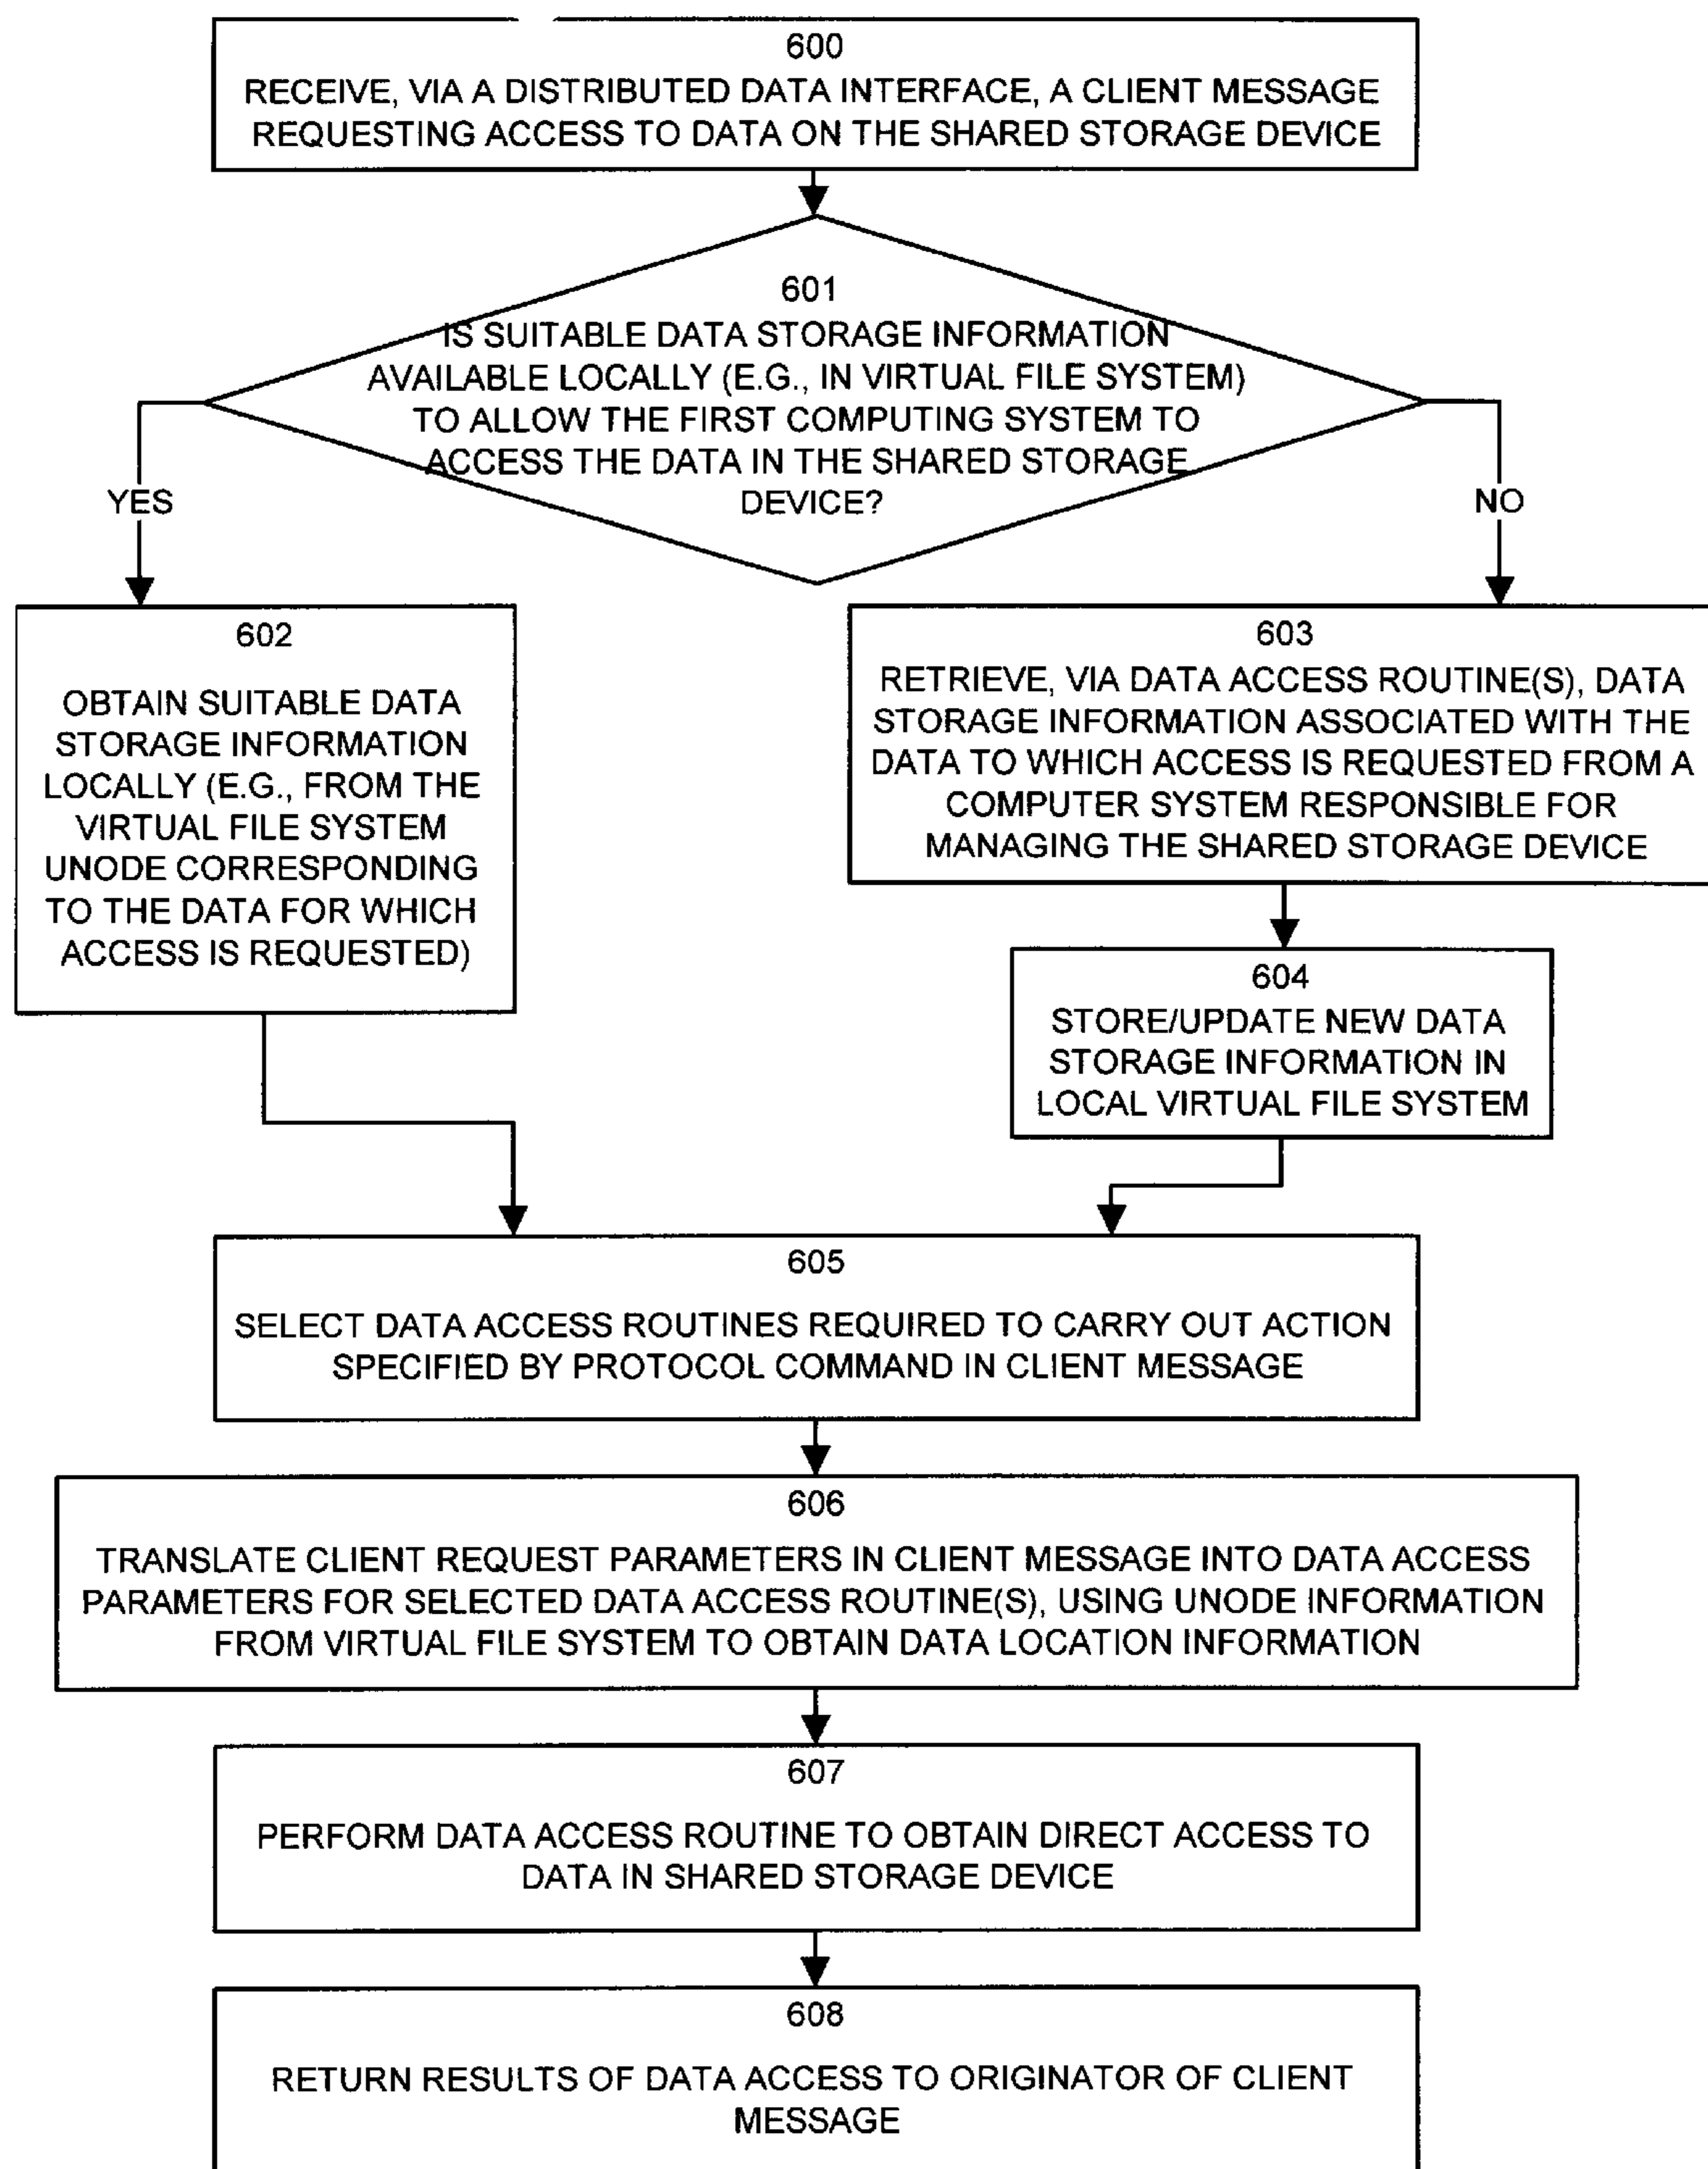 600
RECEIVE, VIA A DISTRIBUTED DATA INTERFACE, A CLIENT MESSAGE
REQUESTING ACCESS TO DATA ON THE SHARED STORAGE DEVICE
601
IS SUITABLE DATA STORAGE INFORMATION
AVAILABLE LOCALLY (E.G., IN VIRTUAL FILE SYSTEM)
TO ALLOW THE FIRST COMPUTING SYSTEM TO
ACCESS THE DATA IN THE SHARED STORAGE
DEVICE?
YES
NO
602
OBTAIN SUITABLE DATA
STORAGE INFORMATION
LOCALLY (E.G., FROM THE
VIRTUAL FILE SYSTEM
UNODE CORRESPONDING
TO THE DATA FOR WHICH
ACCESS IS REQUESTED)
603
RETRIEVE, VIA DATA ACCESS ROUTINE(S), DATA
STORAGE INFORMATION ASSOCIATED WITH THE
DATA TO WHICH ACCESS IS REQUESTED FROM A
COMPUTER SYSTEM RESPONSIBLE FOR
MANAGING THE SHARED STORAGE DEVICE
604
STORE/UPDATE NEW DATA
STORAGE INFORMATION IN
LOCAL VIRTUAL FILE SYSTEM
605
SELECT DATA ACCESS ROUTINES REQUIRED TO CARRY OUT ACTION
SPECIFIED BY PROTOCOL COMMAND IN CLIENT MESSAGE
606
TRANSLATE CLIENT REQUEST PARAMETERS IN CLIENT MESSAGE INTO DATA ACCESS
PARAMETERS FOR SELECTED DATA ACCESS ROUTINE(S), USING UNODE INFORMATION
FROM VIRTUAL FILE SYSTEM TO OBTAIN DATA LOCATION INFORMATION
607
PERFORM DATA ACCESS ROUTINE TO OBTAIN DIRECT ACCESS TO
DATA IN SHARED STORAGE DEVICE
608
RETURN RESULTS OF DATA ACCESS TO ORIGINATOR OF CLIENT
MESSAGE